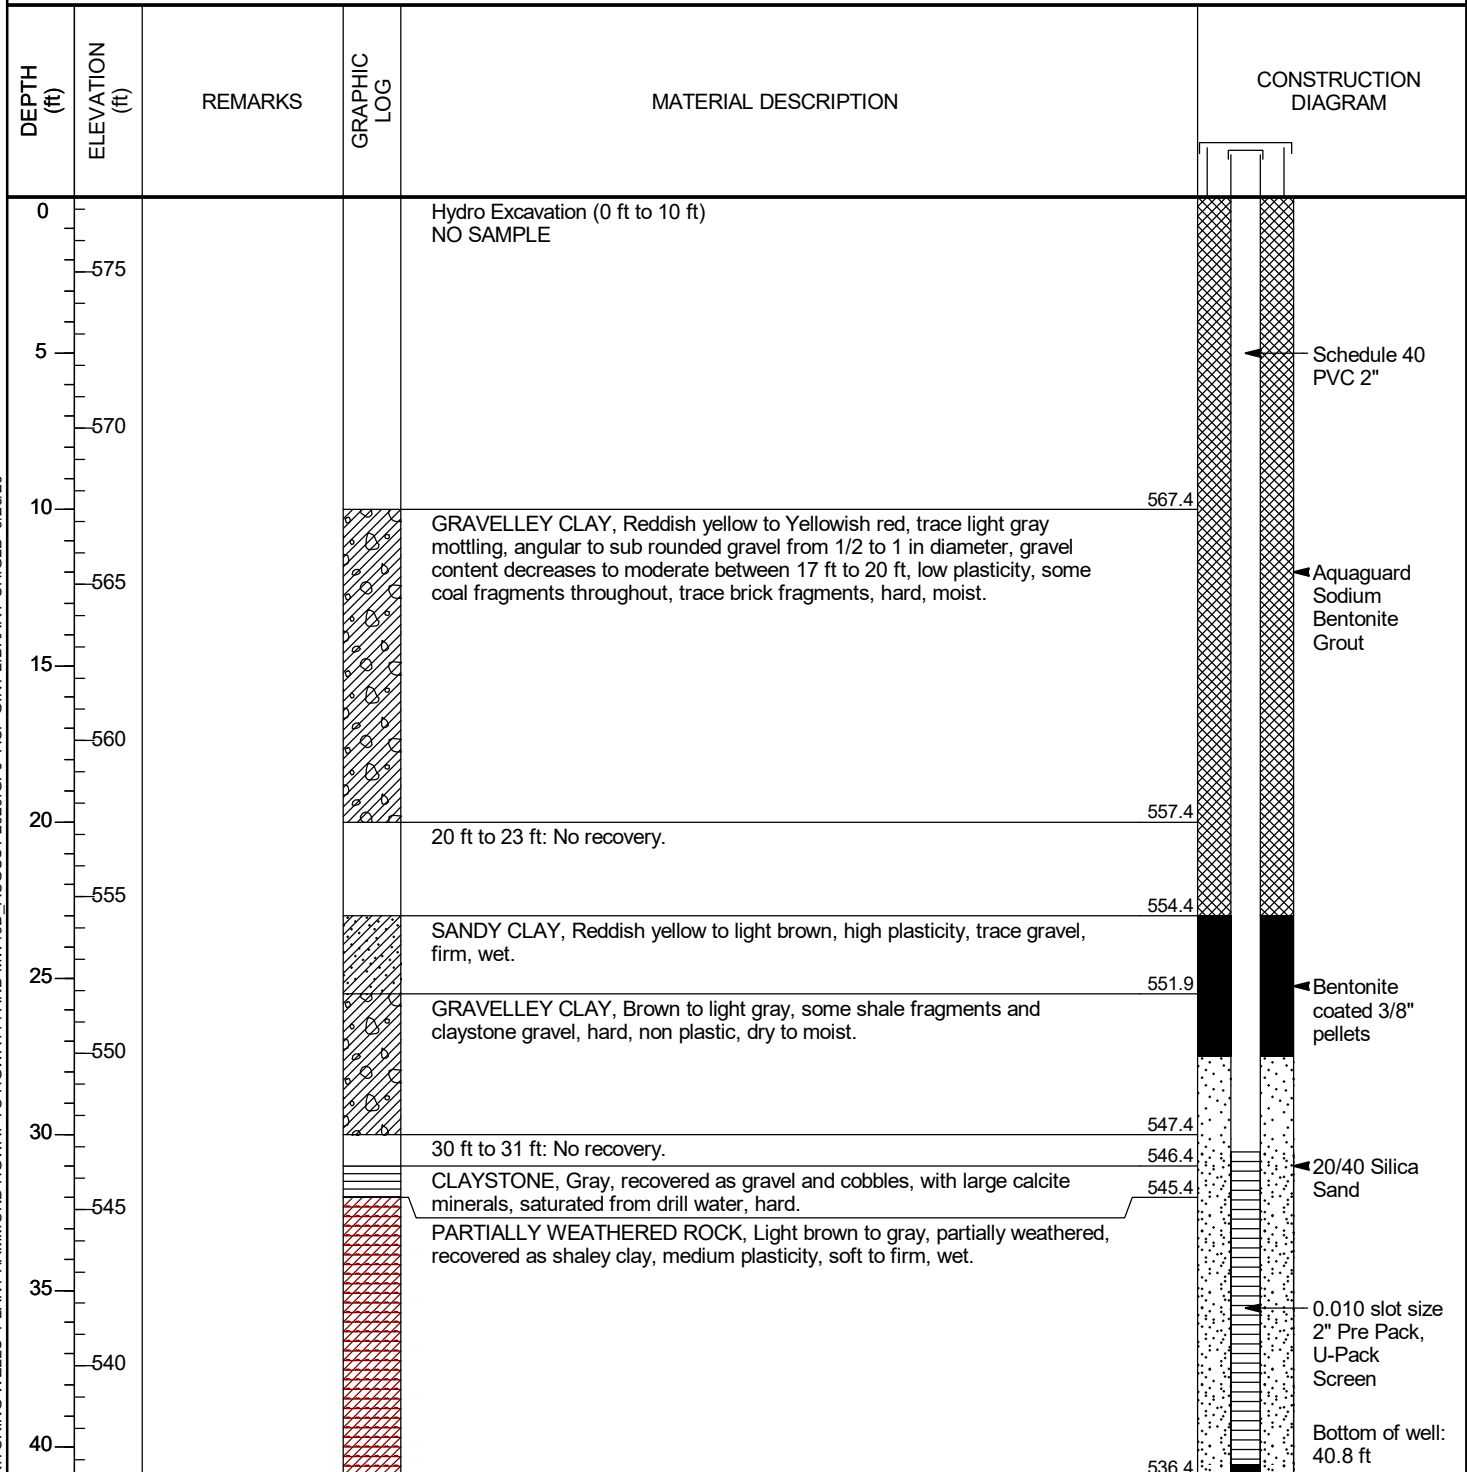 DEPTH
(ft)
ELEVATION
(ft)
REMARKS
GRAPHIC
LOG
MATERIAL DESCRIPTION
CONSTRUCTION
DIAGRAM
0
575
5
570
10
565
15
560
20
555
25
550
30
545
35
540
40
Hydro Excavation (0 ft to 10 ft)
NO SAMPLE
567.4
GRAVELLEY CLAY, Reddish yellow to Yellowish red, trace light gray
mottling, angular to sub rounded gravel from 1/2 to 1 in diameter, gravel
content decreases to moderate between 17 ft to 20 ft, low plasticity, some
coal fragments throughout, trace brick fragments, hard, moist.
557.4
20 ft to 23 ft: No recovery.
554.4
SANDY CLAY, Reddish yellow to light brown, high plasticity, trace gravel,
firm, wet.
551.9
GRAVELLEY CLAY, Brown to light gray, some shale fragments and
claystone gravel, hard, non plastic, dry to moist.
547.4
30 ft to 31 ft: No recovery.
546.4
CLAYSTONE, Gray, recovered as gravel and cobbles, with large calcite
minerals, saturated from drill water, hard.
545.4
PARTIALLY WEATHERED ROCK, Light brown to gray, partially weathered,
recovered as shaley clay, medium plasticity, soft to firm, wet.
536.4
Schedule 40
PVC 2"
Aquaguard
Sodium
Bentonite
Grout
Bentonite
coated 3/8"
pellets
20/40 Silica
Sand
0.010 slot size
2" Pre Pack,
U-Pack
Screen
Bottom of well:
40.8 ft